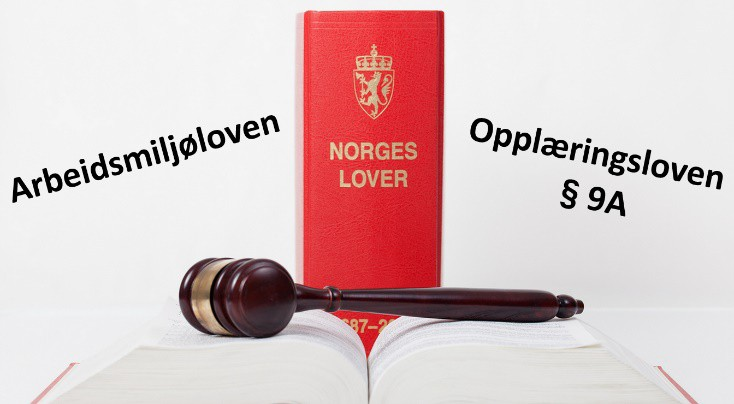 Arbeidsmiljøloven
NORGES
LOVER
Opplæringsloven
§ 9A